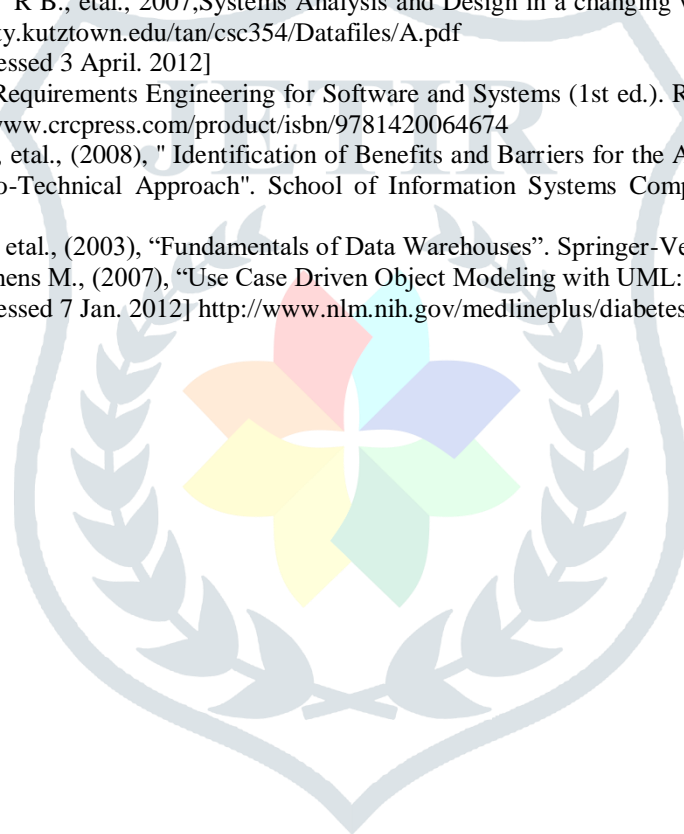 JETIR
R B., etal., 2007,Systems Analysis and Design in a changing
ty.kutztown.edu/tan/csc354/Datafiles/A.pdf
essed 3 April. 2012]
Requirements Engineering for Software and Systems (1st ed.). R
www.crcpress.com/product/isbn/9781420064674
, etal., (2008), " Identification of Benefits and Barriers for the A
o-Technical Approach". School of Information Systems Comp
etal., (2003), “Fundamentals of Data Warehouses”. Springer-Ve
hens M., (2007), “Use Case Driven Object Modeling with UML:
essed 7 Jan. 2012] http://www.nlm.nih.gov/medlineplus/diabetes